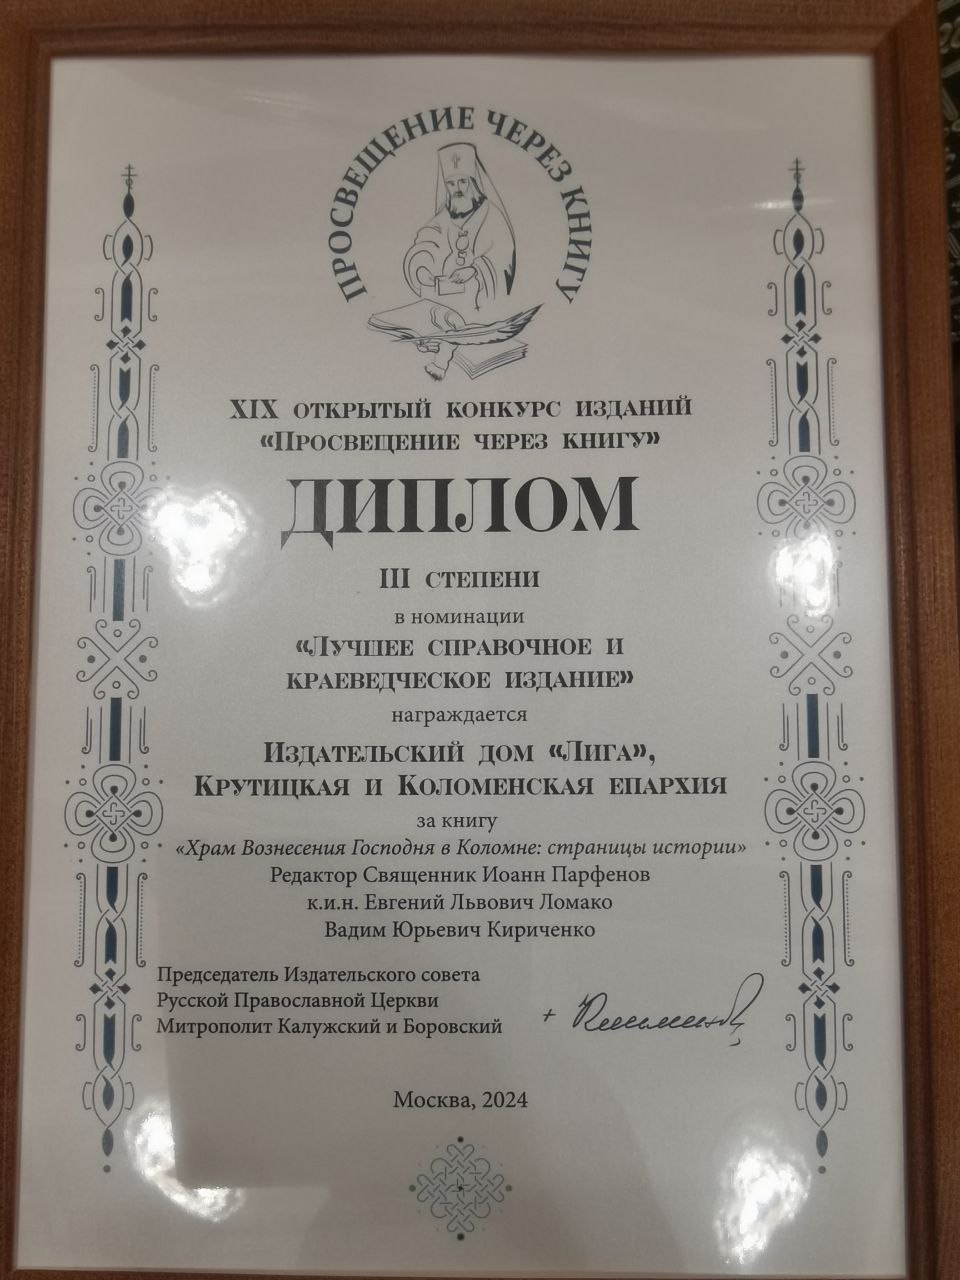 ПРОСВЕЩЕНИЕ ЧЕРЕЗ КНИГУ
XIX ОТКРЫТЫЙ КОНКУРС ИЗДАНИЙ
«ПРОСВЕЩЕНИЕ ЧЕРЕЗ КНИГУ»
ДИПЛОМ
III СТЕПЕНИ
в номинации
«ЛУЧШЕЕ СПРАВОЧНОЕ И
КРАЕВЕДЧЕСКОЕ ИЗДАНИЕ»
награждается
ИЗДАТЕЛЬСКИЙ ДОМ «ЛИГА»,
КРУТИЦКАЯ И КОЛОМЕНСКАЯ ЕПАРХИЯ
за книгу
«Храм Вознесения Господня в Коломне: страницы истории»
Редактор Священник Иоанн Парфенов
к.и.н. Евгений Львович Ломако
Вадим Юрьевич Кириченко
Председатель Издательского совета
Русской Православной Церкви
Митрополит Калужский и Боровский
Москва, 2024